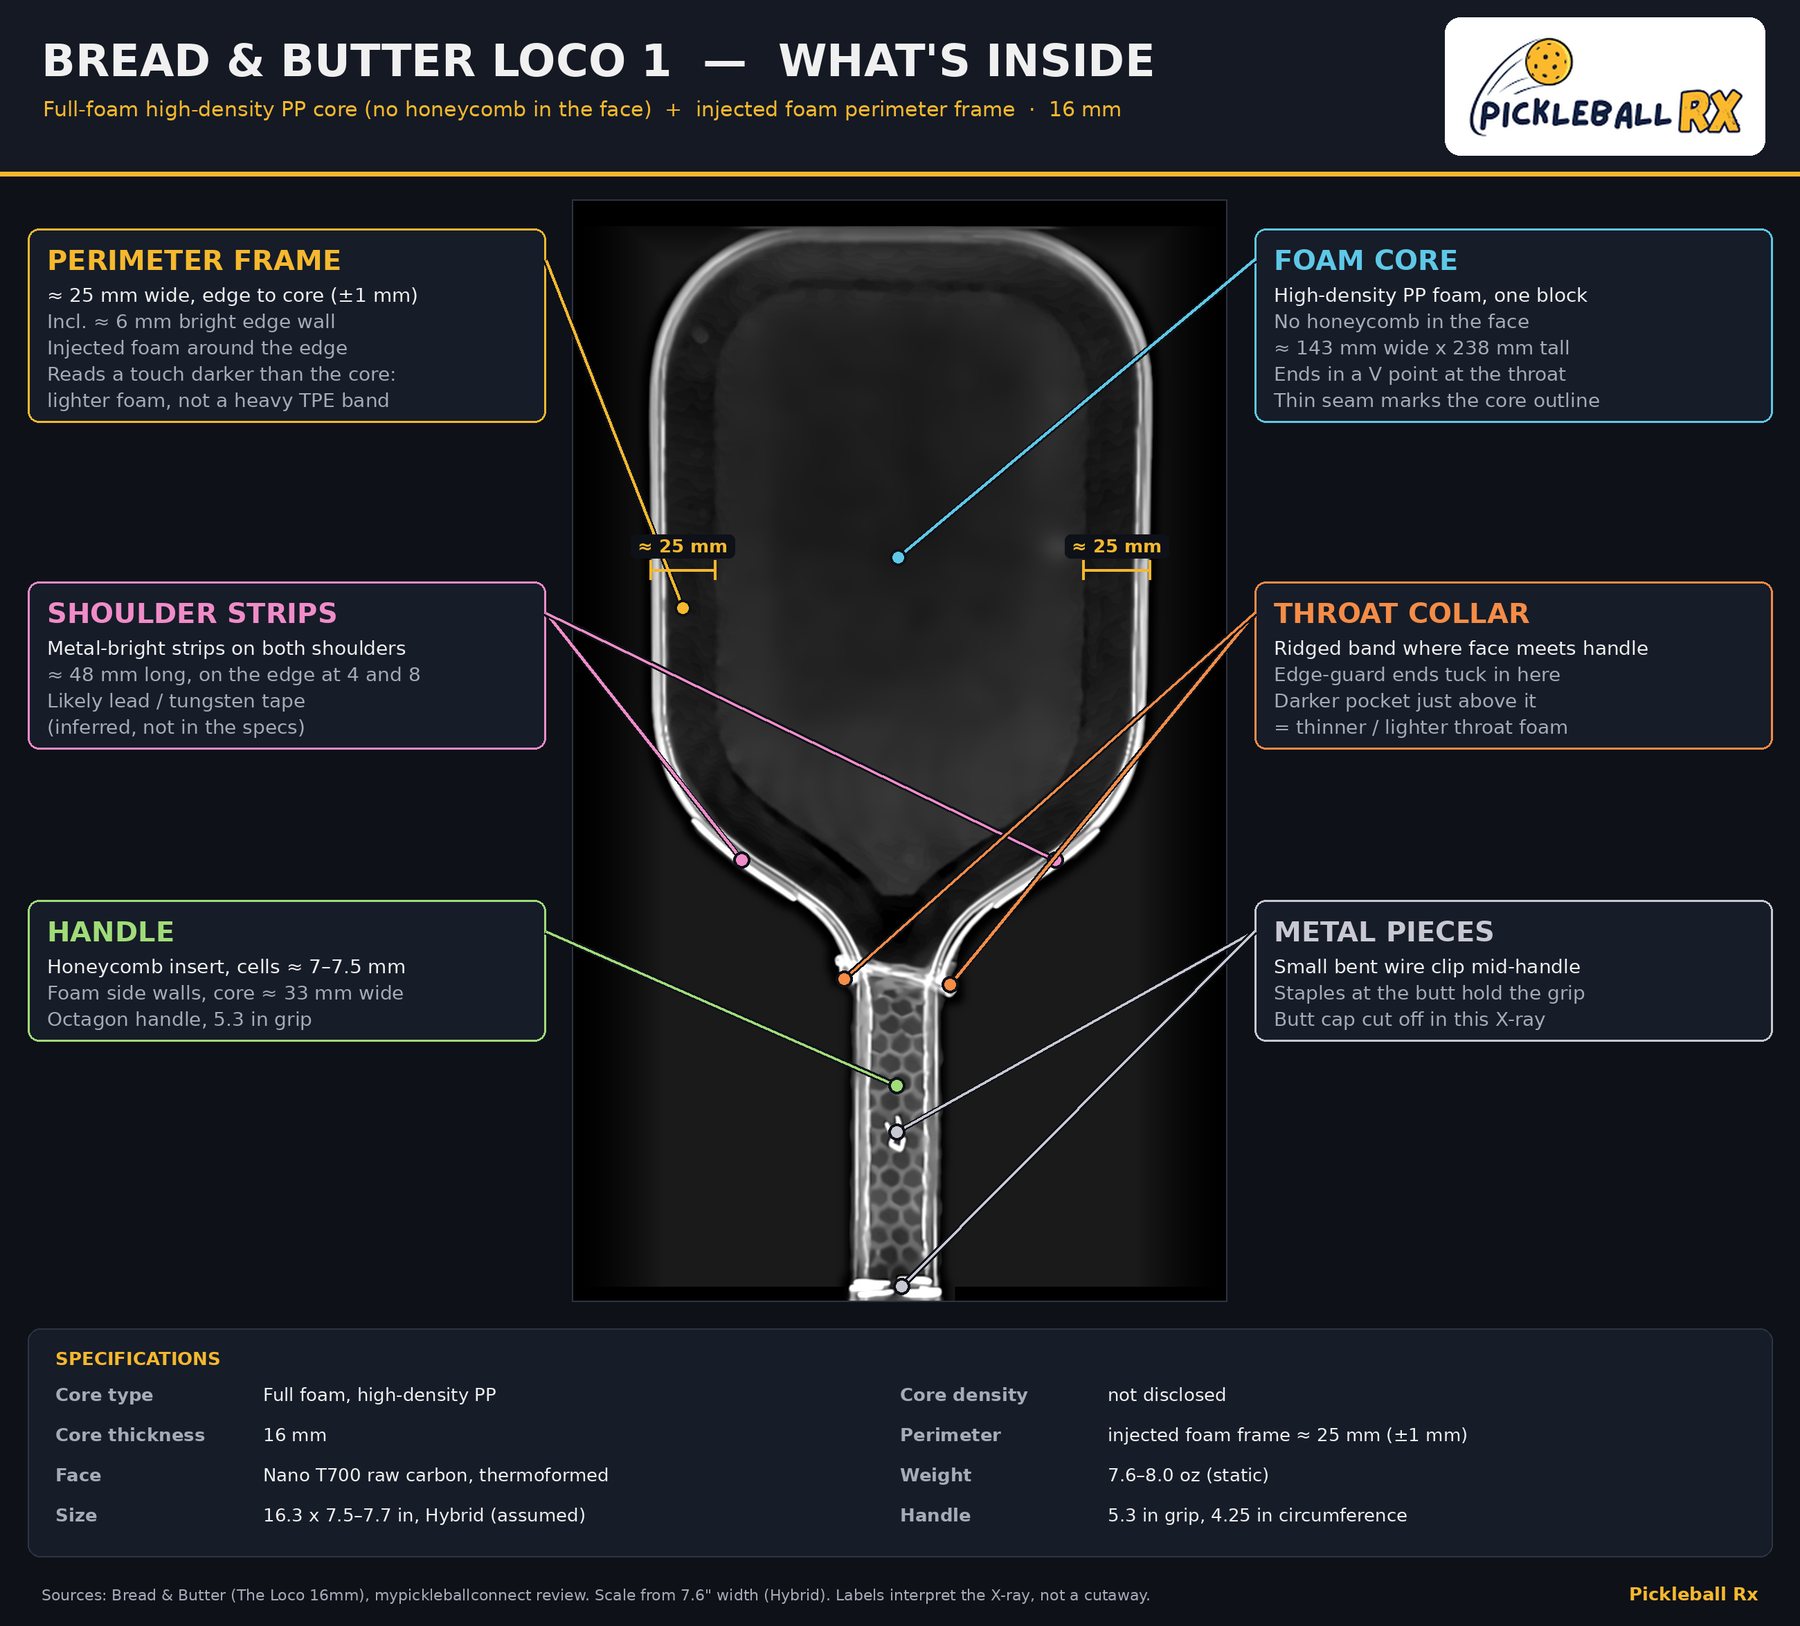 BREAD & BUTTER LOCO 1 — WHAT'S INSIDE
Full-foam high-density PP core (no honeycomb in the face) + injected foam perimeter frame · 16 mm
PICKLEBALL RX
PERIMETER FRAME
≈ 25 mm wide, edge to core (±1 mm)
Incl. ≈ 6 mm bright edge wall
Injected foam around the edge
Reads a touch darker than the core:
lighter foam, not a heavy TPE band
FOAM CORE
High-density PP foam, one block
No honeycomb in the face
≈ 143 mm wide x 238 mm tall
Ends in a V point at the throat
Thin seam marks the core outline
≈ 25 mm
≈ 25 mm
SHOULDER STRIPS
Metal-bright strips on both shoulders
≈ 48 mm long, on the edge at 4 and 8
Likely lead / tungsten tape
(inferred, not in the specs)
THROAT COLLAR
Ridged band where face meets handle
Edge-guard ends tuck in here
Darker pocket just above it
= thinner / lighter throat foam
HANDLE
Honeycomb insert, cells ≈ 7–7.5 mm
Foam side walls, core ≈ 33 mm wide
Octagon handle, 5.3 in grip
METAL PIECES
Small bent wire clip mid-handle
Staples at the butt hold the grip
Butt cap cut off in this X-ray
SPECIFICATIONS
Core type Full foam, high-density PP
Core thickness 16 mm
Face Nano T700 raw carbon, thermoformed
Size 16.3 x 7.5–7.7 in, Hybrid (assumed)
Core density not disclosed
Perimeter injected foam frame ≈ 25 mm (±1 mm)
Weight 7.6–8.0 oz (static)
Handle 5.3 in grip, 4.25 in circumference
Sources: Bread & Butter (The Loco 16mm), mypickleballconnect review. Scale from 7.6" width (Hybrid). Labels interpret the X-ray, not a cutaway.
Pickleball Rx